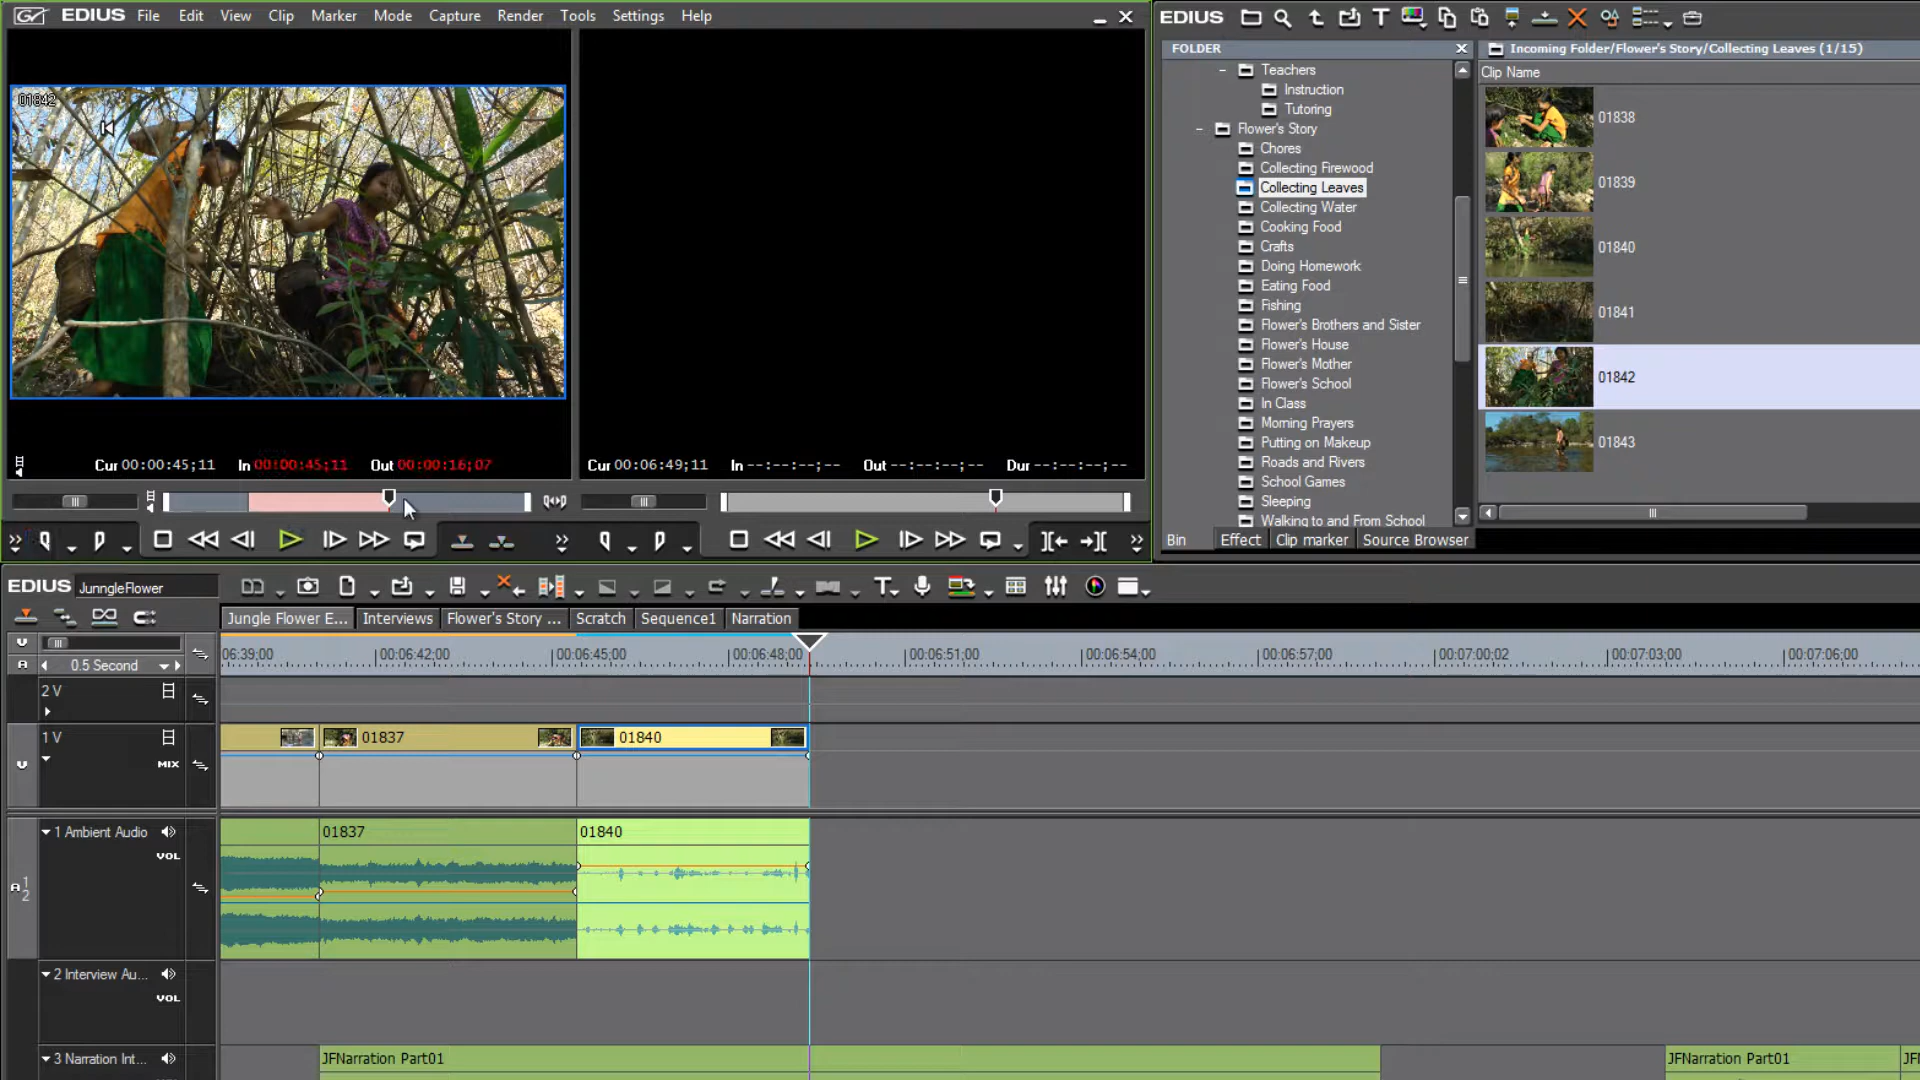 EDIUS File Edit View Clip Marker Mode Capture Render Tools Settings Help
01842
Cur 00:00:45;11 In 00:00:45;11 Out 00:00:16;07
Cur 00:06:49;11 In --:--:--;-- Out --:--:--;-- Dur --:--:--;--
EDIUS
FOLDER
Teachers
Instruction
Tutoring
Flower's Story
Chores
Collecting Firewood
Collecting Leaves
Collecting Water
Cooking Food
Crafts
Doing Homework
Eating Food
Fishing
Flower's Brothers and Sister
Flower's House
Flower's Mother
Flower's School
In Class
Morning Prayers
Putting on Makeup
Roads and Rivers
School Games
Sleeping
Walking to and From School
Bin Effect Clip marker Source Browser
Incoming Folder/Flower's Story/Collecting Leaves (1/15)
Clip Name
01838
01839
01840
01841
01842
01843
EDIUS JunngleFlower
Jungle Flower E... Interviews Flower's Story ... Scratch Sequence1 Narration
0.5 Second
06:39;00 00:06:42;00 00:06:45;00 00:06:48;00 00:06:51;00 00:06:54;00 00:06:57;00 00:07:00;02 00:07:03;00 00:07:06;00
2 V
1 V 01837 01840
MIX
1 Ambient Audio 01837 01840
VOL
A 1 2
2 Interview Au...
VOL
3 Narration Int... JFNarration Part01 JFNarration Part01